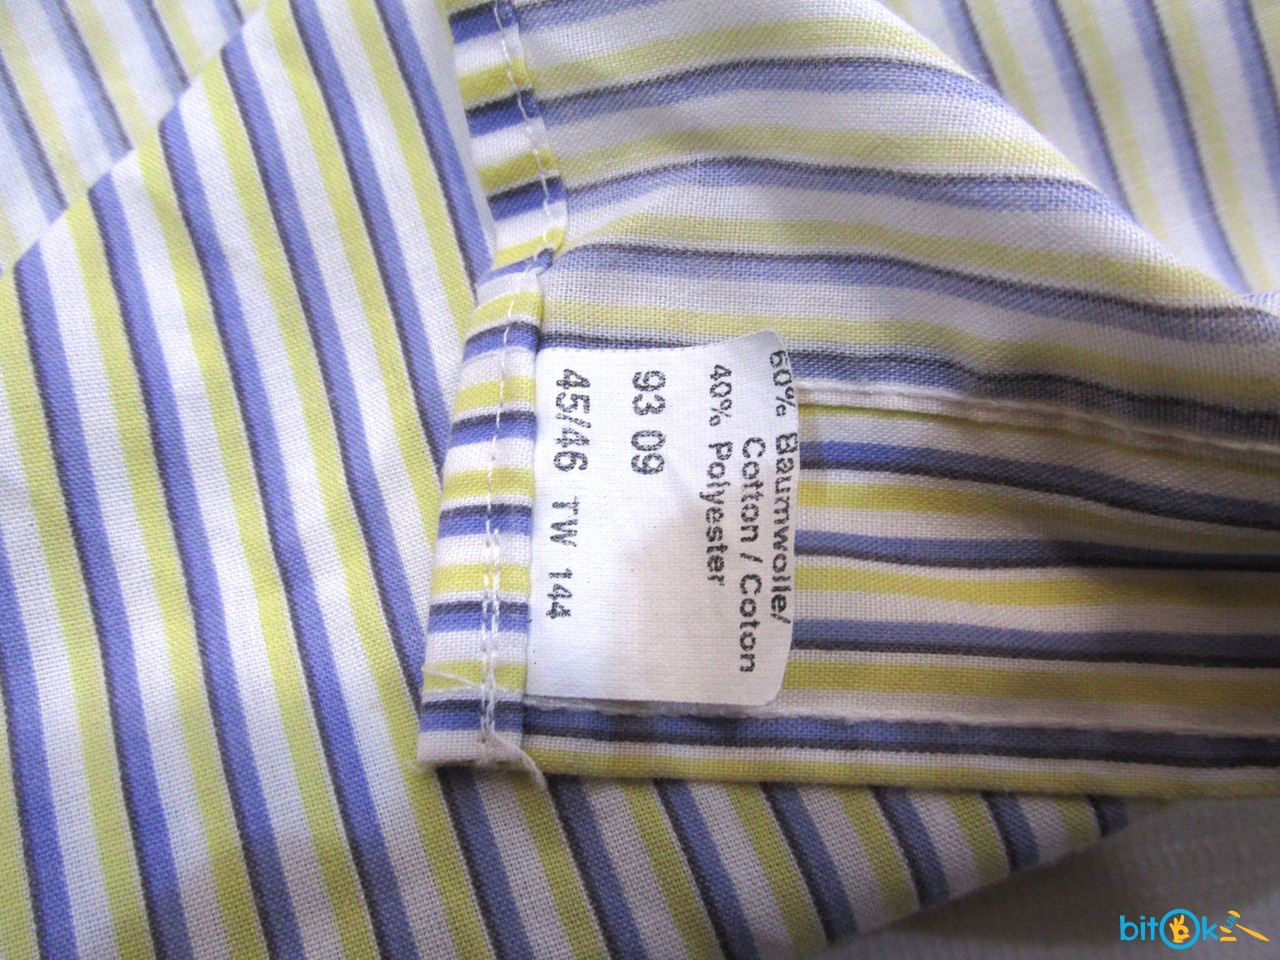 60% Baumwolle/
Cotton / Coton
40% Polyester
93 09
45/46 TW 144
bitOk